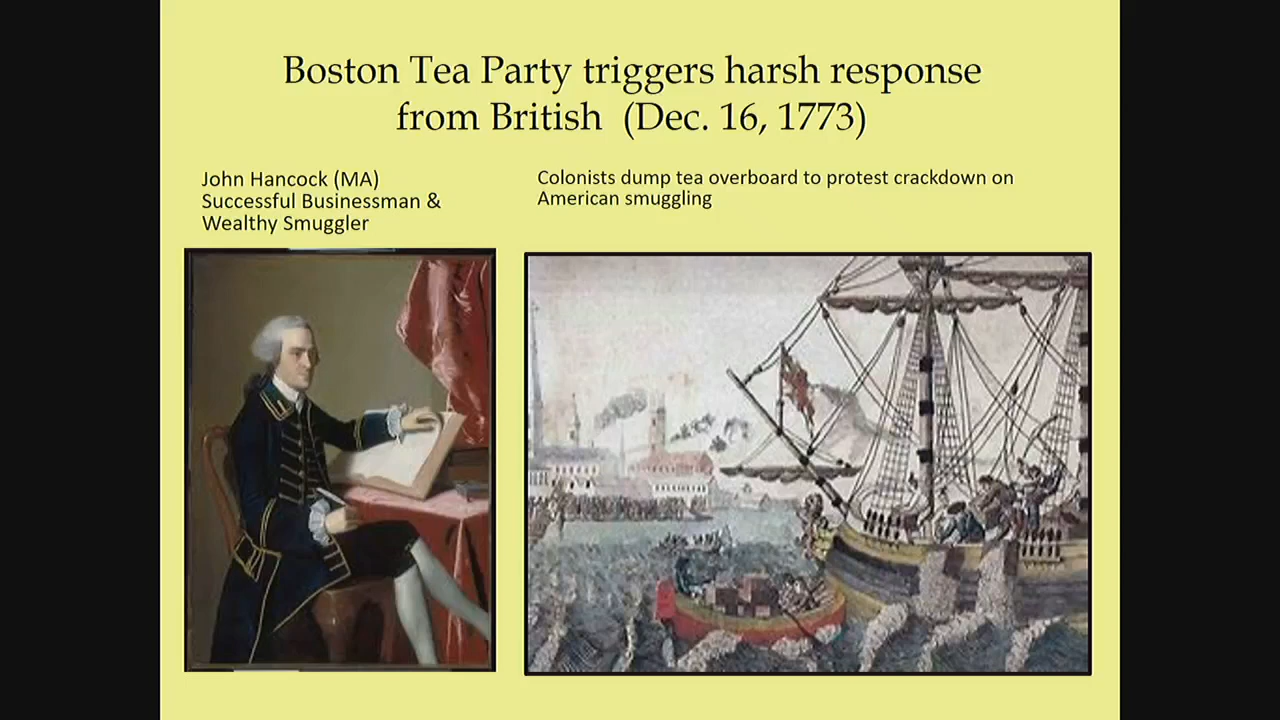 Boston Tea Party triggers harsh response
from British (Dec. 16, 1773)
John Hancock (MA)
Successful Businessman &
Wealthy Smuggler
Colonists dump tea overboard to protest crackdown on
American smuggling